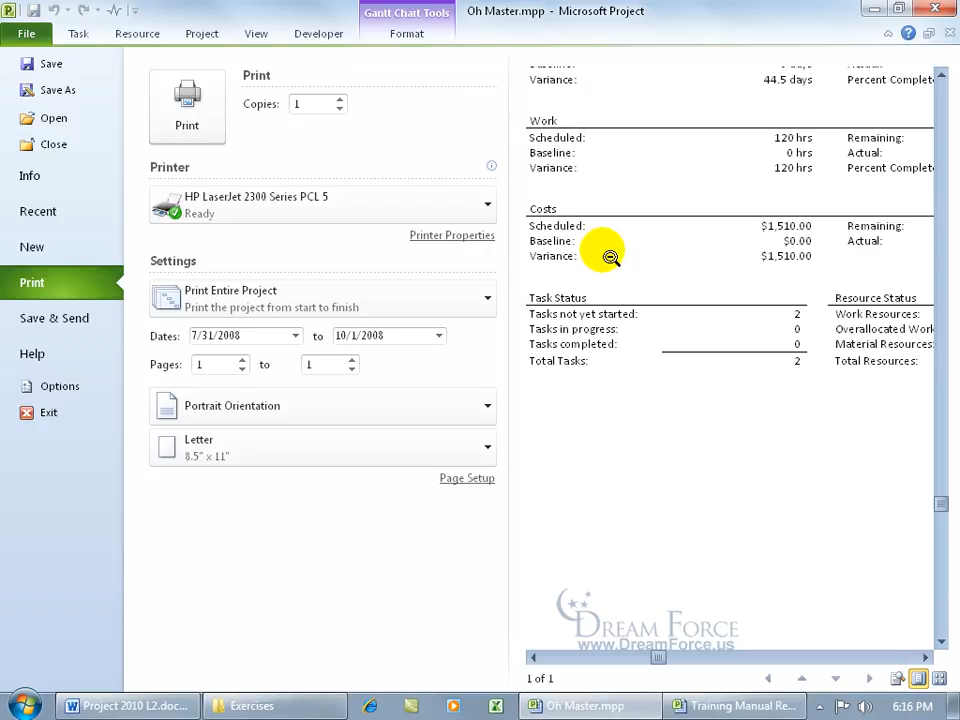 Gantt Chart Tools
Oh Master.mpp - Microsoft Project
File
Task
Resource
Project
View
Developer
Format
Save
Save As
Open
Close
Info
Recent
New
Print
Save & Send
Help
Options
Exit
Print
Print
Copies: 1
Printer
HP LaserJet 2300 Series PCL 5
Ready
Printer Properties
Settings
Print Entire Project
Print the project from start to finish
Dates: 7/31/2008 to 10/1/2008
Pages: 1 to 1
Portrait Orientation
Letter
8.5" x 11"
Page Setup
Variance: 44.5 days Percent Complete
Work
Scheduled: 120 hrs Remaining:
Baseline: 0 hrs Actual:
Variance: 120 hrs Percent Complete
Costs
Scheduled: $1,510.00 Remaining:
Baseline: $0.00 Actual:
Variance: $1,510.00
Task Status Resource Status
Tasks not yet started: 2 Work Resources:
Tasks in progress: 0 Overallocated Work
Tasks completed: 0 Material Resources:
Total Tasks: 2 Total Resources:
DREAM FORCE
www.DreamForce.us
1 of 1
Project 2010 L2.doc...
Exercises
Oh Master.mpp
Training Manual Re...
6:16 PM